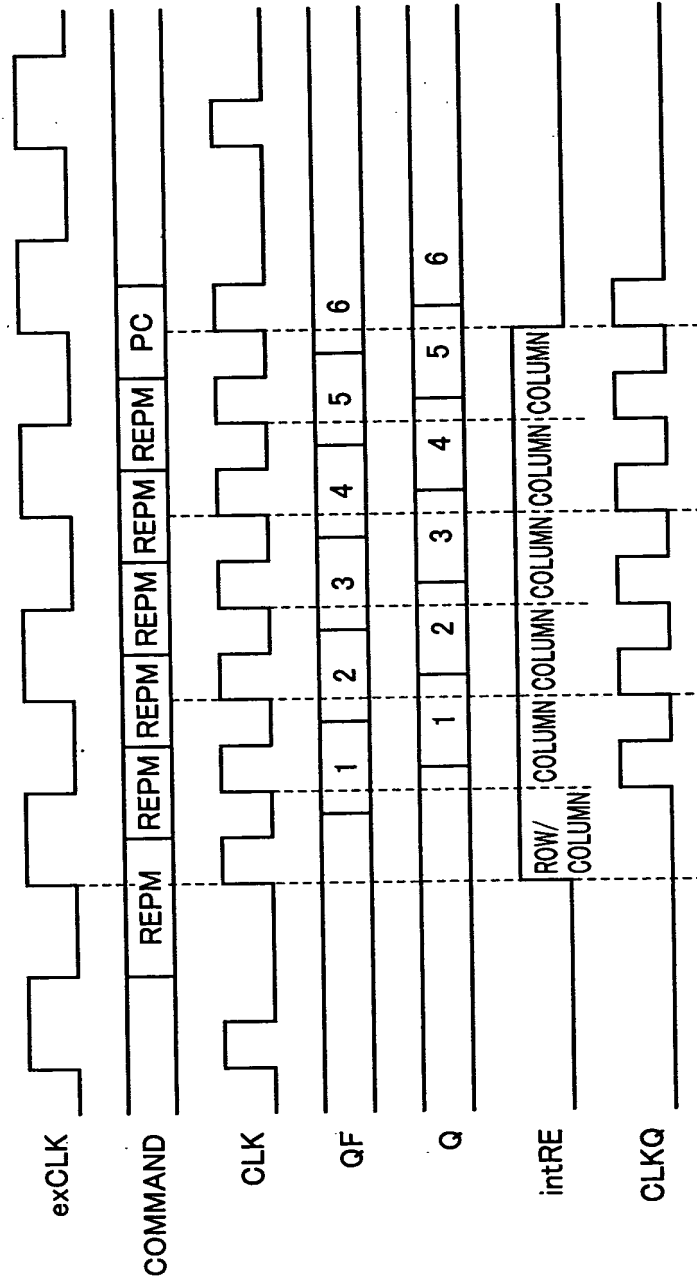 exCLK
COMMAND REPM REPM REPM REPM REPM REPM PC
CLK
QF 1 2 3 4 5 6
Q 1 2 3 4 5 6
intRE ROW/ COLUMN COLUMN COLUMN COLUMN COLUMN
COLUMN
CLKQ